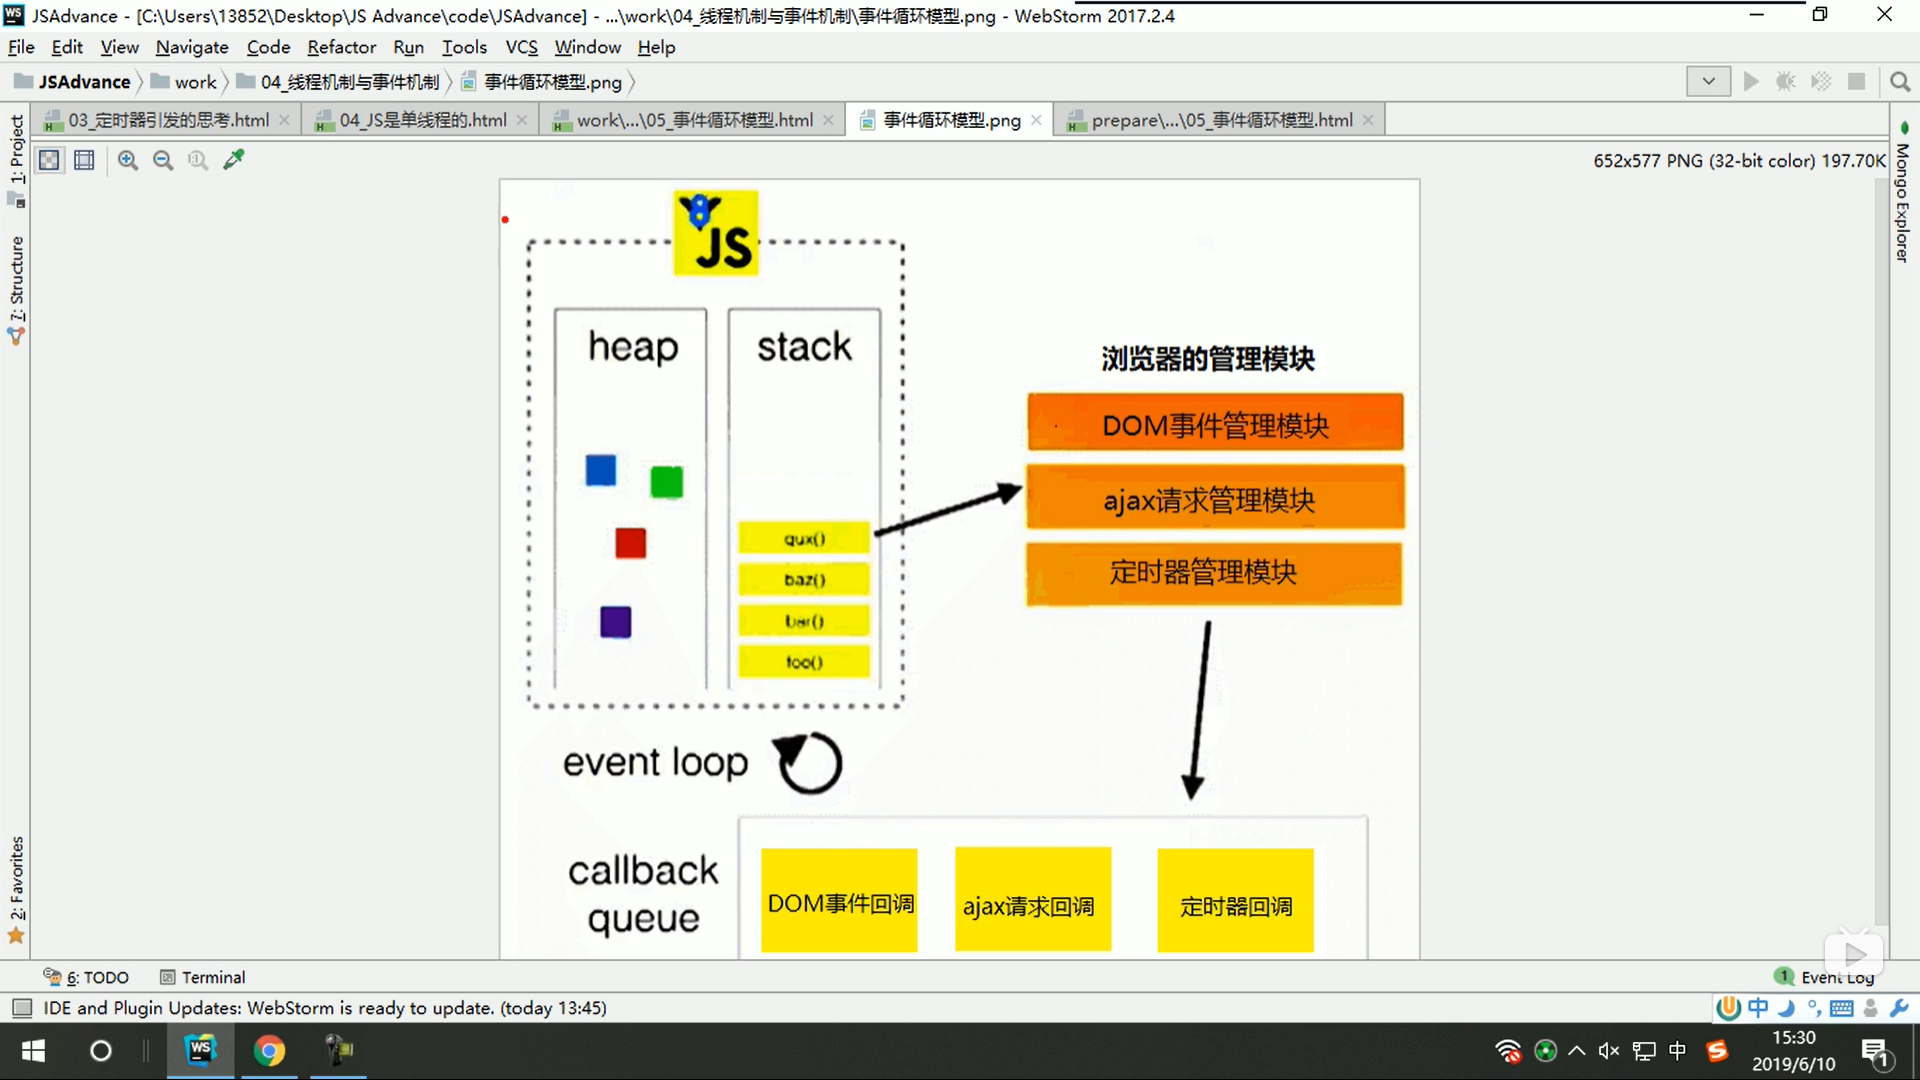 JSAdvance - [C:\Users\13852\Desktop\JS Advance\code\JSAdvance] - ...\work\04_线程机制与事件机制\事件循环模型.png - WebStorm 2017.2.4
File Edit View Navigate Code Refactor Run Tools VCS Window Help
JSAdvance work 04_线程机制与事件机制 事件循环模型.png
03_定时器引发的思考.html 04_JS是单线程的.html work\...\05_事件循环模型.html 事件循环模型.png prepare\...\05_事件循环模型.html
652x577 PNG (32-bit color) 197.70K
1: Project
7: Structure
2: Favorites
Mongo Explorer
8
JS
heap
stack
qux()
baz()
bar()
foo()
浏览器的管理模块
DOM事件管理模块
ajax请求管理模块
定时器管理模块
event loop
callback
queue
DOM事件回调
ajax请求回调
定时器回调
6: TODO
Terminal
1 Event Log
IDE and Plugin Updates: WebStorm is ready to update. (today 13:45)
中
WS
中
15:30
2019/6/10
1